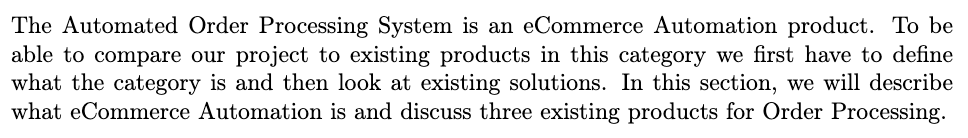 The Automated Order Processing System is an eCommerce Automation product. To be
able to compare our project to existing products in this category we first have to define
what the category is and then look at existing solutions. In this section, we will describe
what eCommerce Automation is and discuss three existing products for Order Processing.